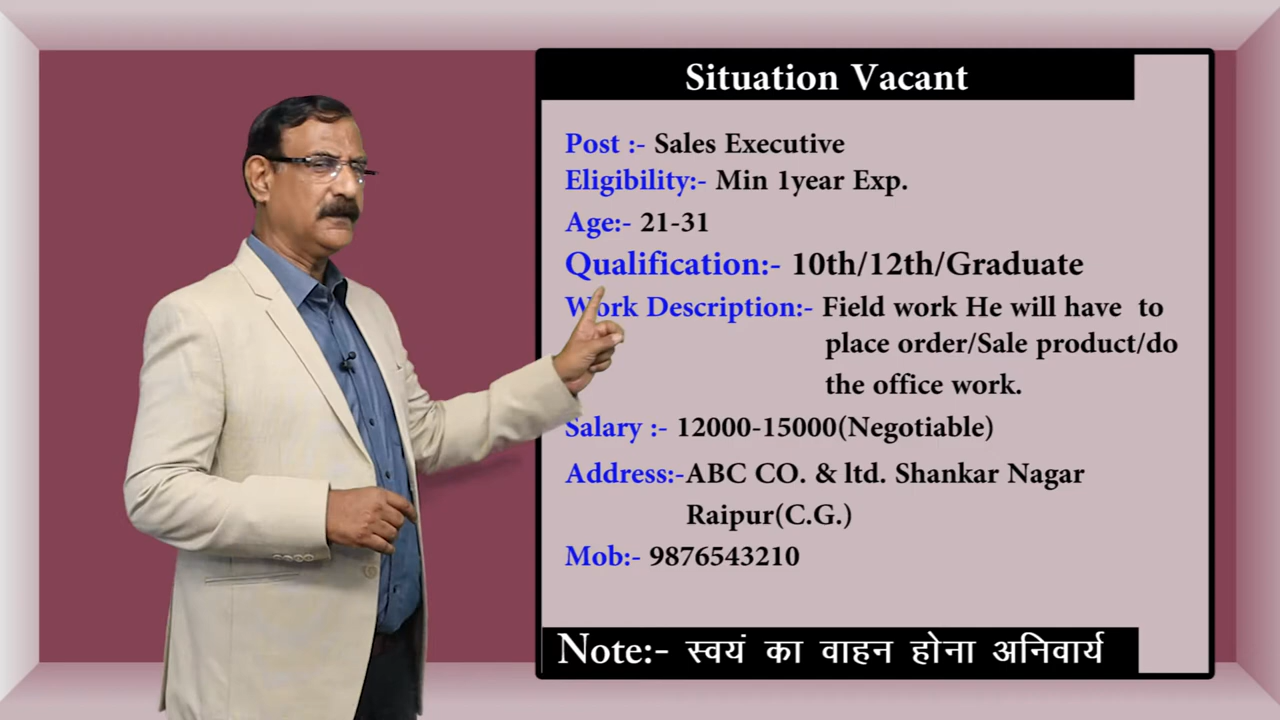 Situation Vacant
Post :- Sales Executive
Eligibility:- Min 1year Exp.
Age:- 21-31
Qualification:- 10th/12th/Graduate
Work Description:- Field work He will have to
place order/Sale product/do
the office work.
Salary :- 12000-15000(Negotiable)
Address:-ABC CO. & ltd. Shankar Nagar
Raipur(C.G.)
Mob:- 9876543210
Note:- स्वयं का वाहन होना अनिवार्य